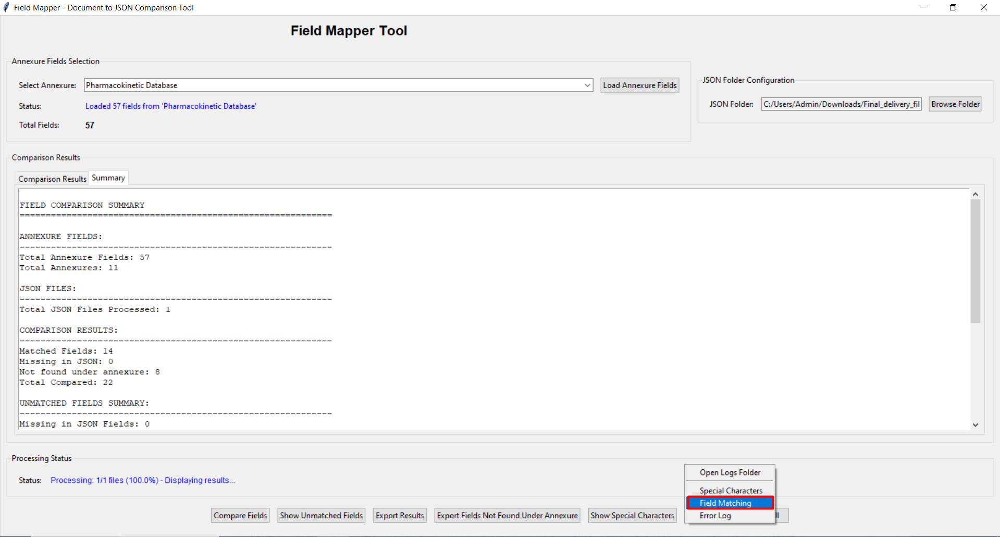 Field Mapper - Document to JSON Comparison Tool
Field Mapper Tool
Annexure Fields Selection
Select Annexure: Pharmacokinetic Database Load Annexure Fields
Status: Loaded 57 fields from 'Pharmacokinetic Database'
Total Fields: 57
JSON Folder Configuration
JSON Folder: C:/Users/Admin/Downloads/Final_delivery_fil Browse Folder
Comparison Results
Comparison Results Summary
FIELD COMPARISON SUMMARY
============================================================
ANNEXURE FIELDS:
------------------------------------------------------------
Total Annexure Fields: 57
Total Annexures: 11
JSON FILES:
------------------------------------------------------------
Total JSON Files Processed: 1
COMPARISON RESULTS:
------------------------------------------------------------
Matched Fields: 14
Missing in JSON: 0
Not found under annexure: 8
Total Compared: 22
UNMATCHED FIELDS SUMMARY:
------------------------------------------------------------
Missing in JSON Fields: 0
Processing Status
Status: Processing: 1/1 files (100.0%) - Displaying results...
Open Logs Folder
Special Characters
Field Matching
Error Log
Compare Fields Show Unmatched Fields Export Results Export Fields Not Found Under Annexure Show Special Characters